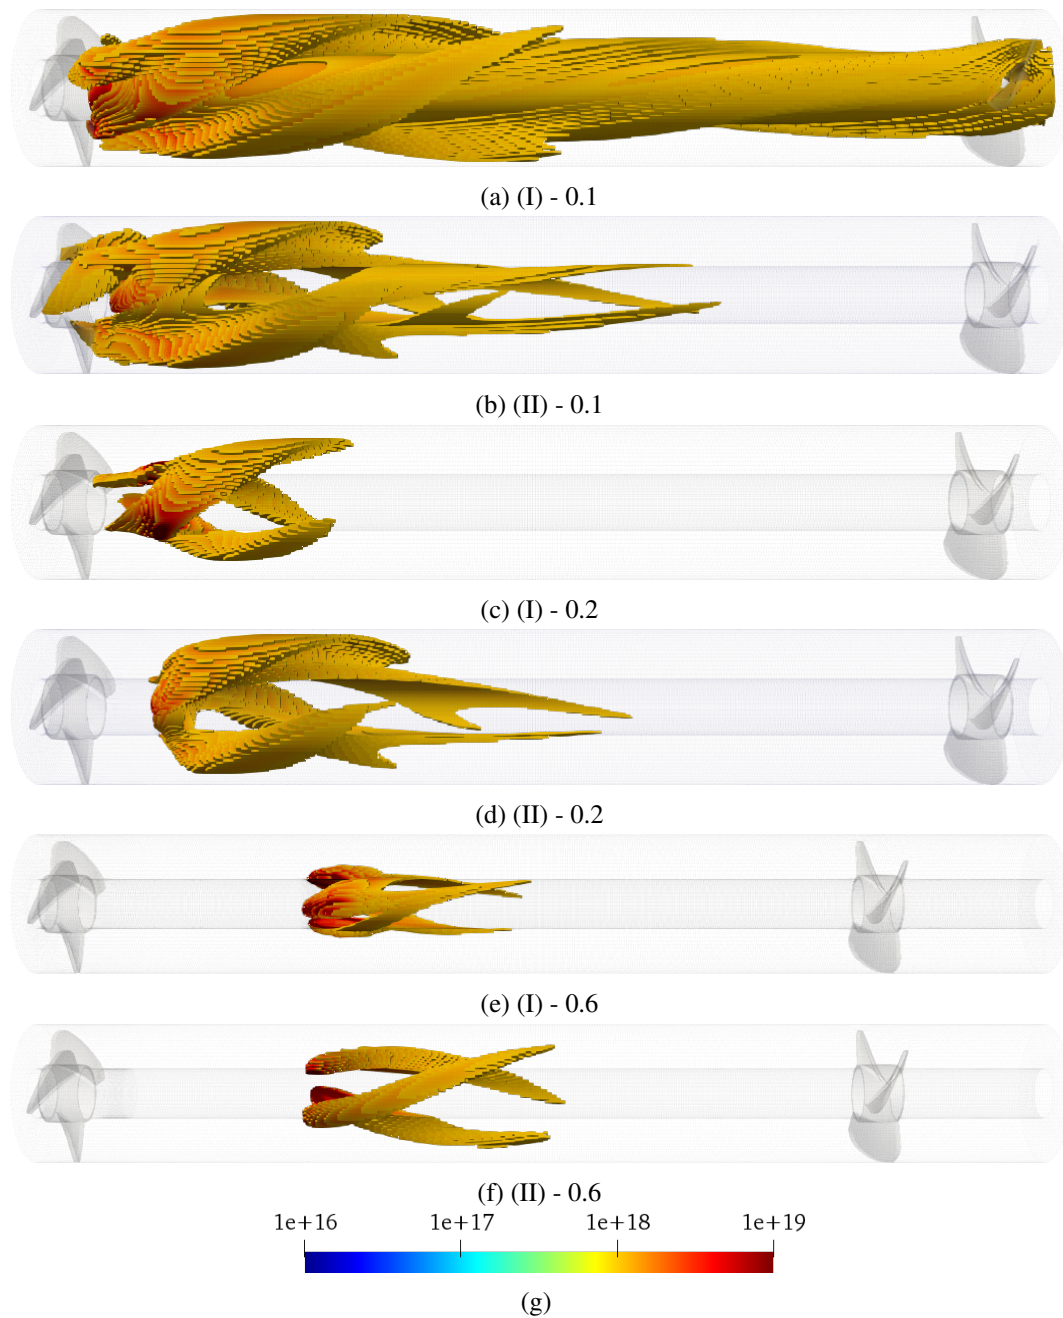 (a) (I) - 0.1
(b) (II) - 0.1
(c) (I) - 0.2
(d) (II) - 0.2
(e) (I) - 0.6
(f) (II) - 0.6
1e+16 1e+17 1e+18 1e+19
(g)